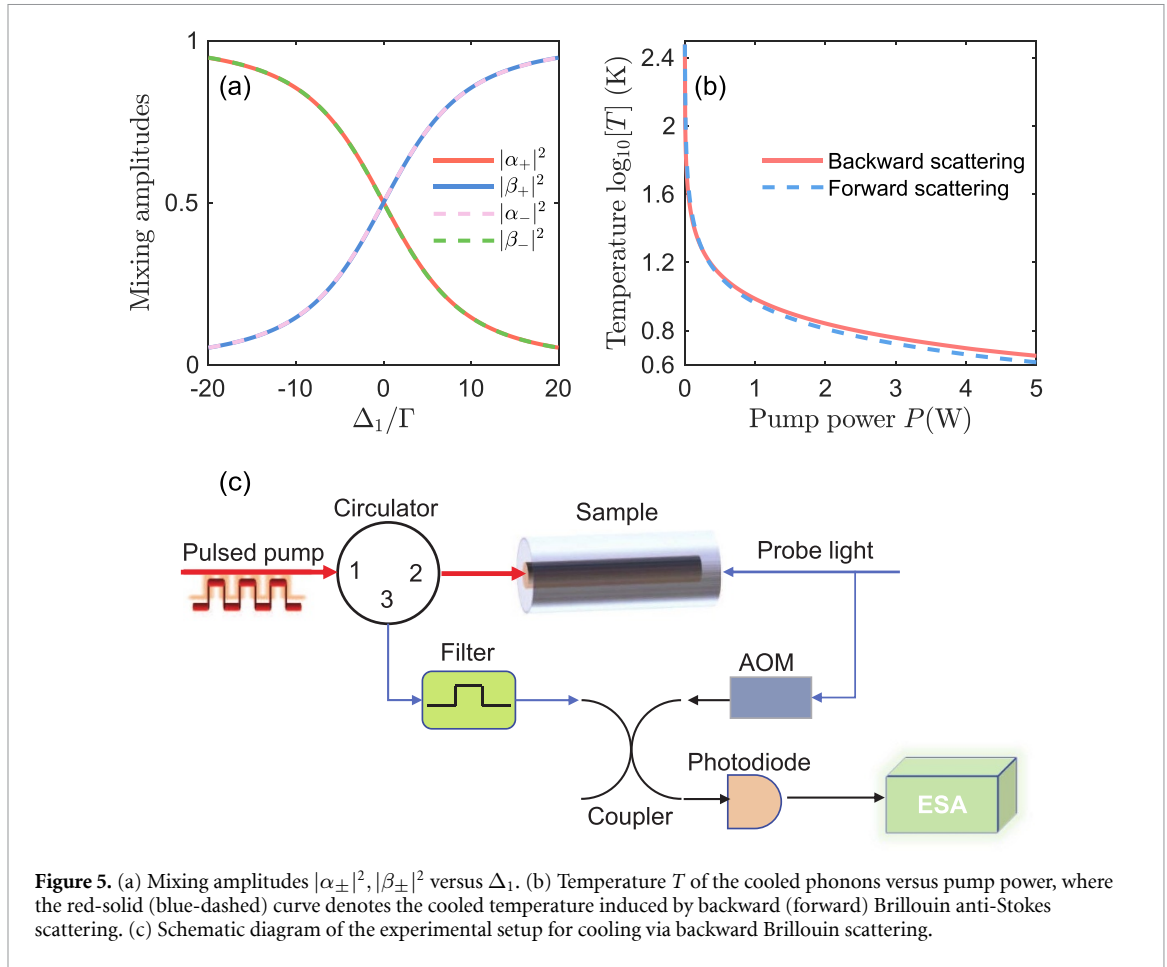 1
(a)
Mixing amplitudes
|α₊|²
|β₊|²
|α₋|²
|β₋|²
0.5
0
-20 -10 0 10 20
Δ₁/Γ
2.4
(b)
Temperature log₁₀[T] (K)
2
Backward scattering
Forward scattering
1.6
1.2
0.8
0.6
0 1 2 3 4 5
Pump power P(W)
(c)
Circulator
Sample
Pulsed pump
Probe light
1 2
3
Filter
AOM
Photodiode
Coupler
ESA
Figure 5. (a) Mixing amplitudes |α±|², |β±|² versus Δ₁. (b) Temperature T of the cooled phonons versus pump power, where
the red-solid (blue-dashed) curve denotes the cooled temperature induced by backward (forward) Brillouin anti-Stokes
scattering. (c) Schematic diagram of the experimental setup for cooling via backward Brillouin scattering.